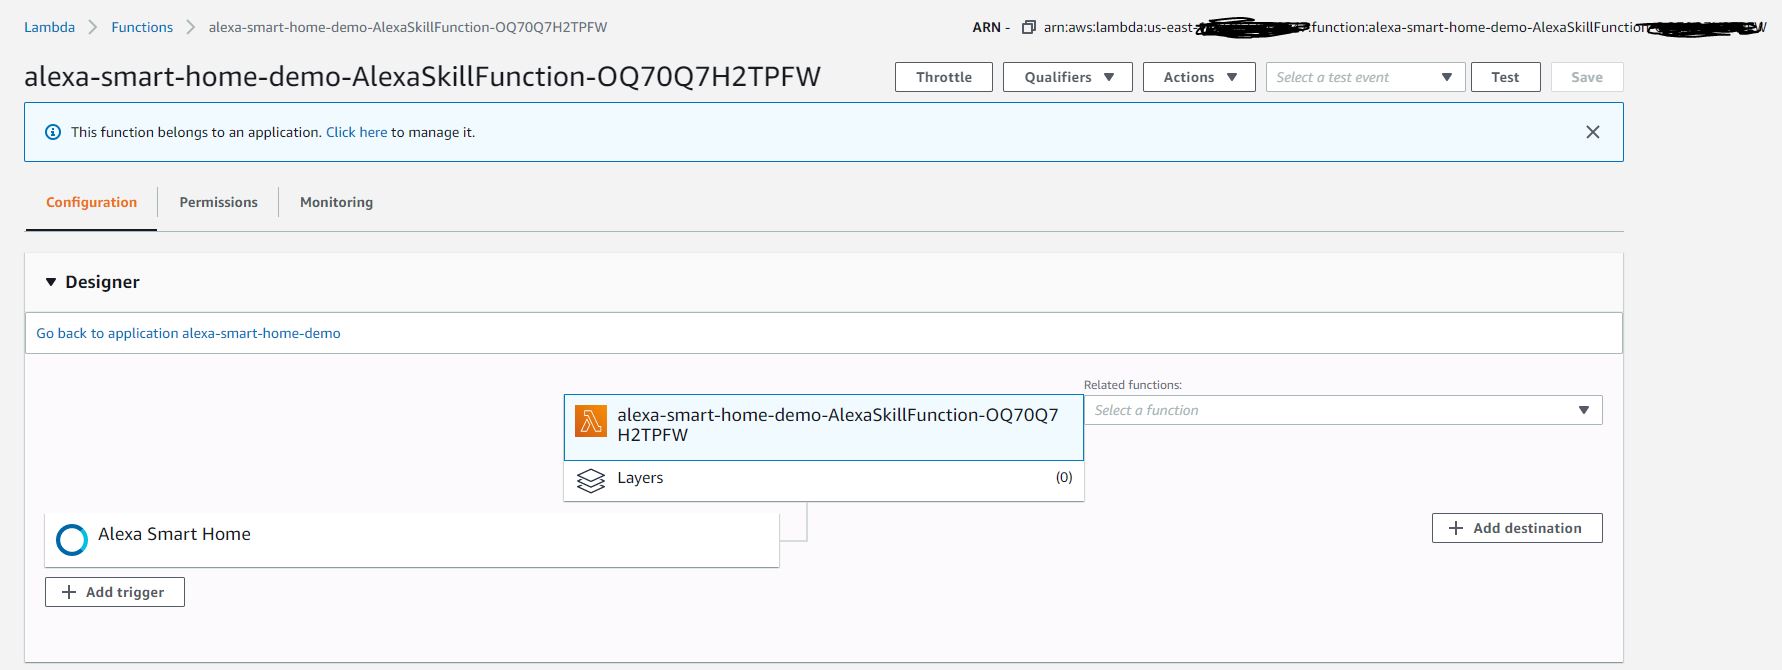 Lambda Functions alexa-smart-home-demo-AlexaSkillFunction-OQ70Q7H2TPFW
ARN - arn:aws:lambda:us-east- :function:alexa-smart-home-demo-AlexaSkillFunction
alexa-smart-home-demo-AlexaSkillFunction-OQ70Q7H2TPFW
Throttle Qualifiers Actions Select a test event Test Save
This function belongs to an application. Click here to manage it.
Configuration Permissions Monitoring
Designer
Go back to application alexa-smart-home-demo
Related functions:
alexa-smart-home-demo-AlexaSkillFunction-OQ70Q7
H2TPFW
Select a function
Layers (0)
Alexa Smart Home
+ Add destination
+ Add trigger